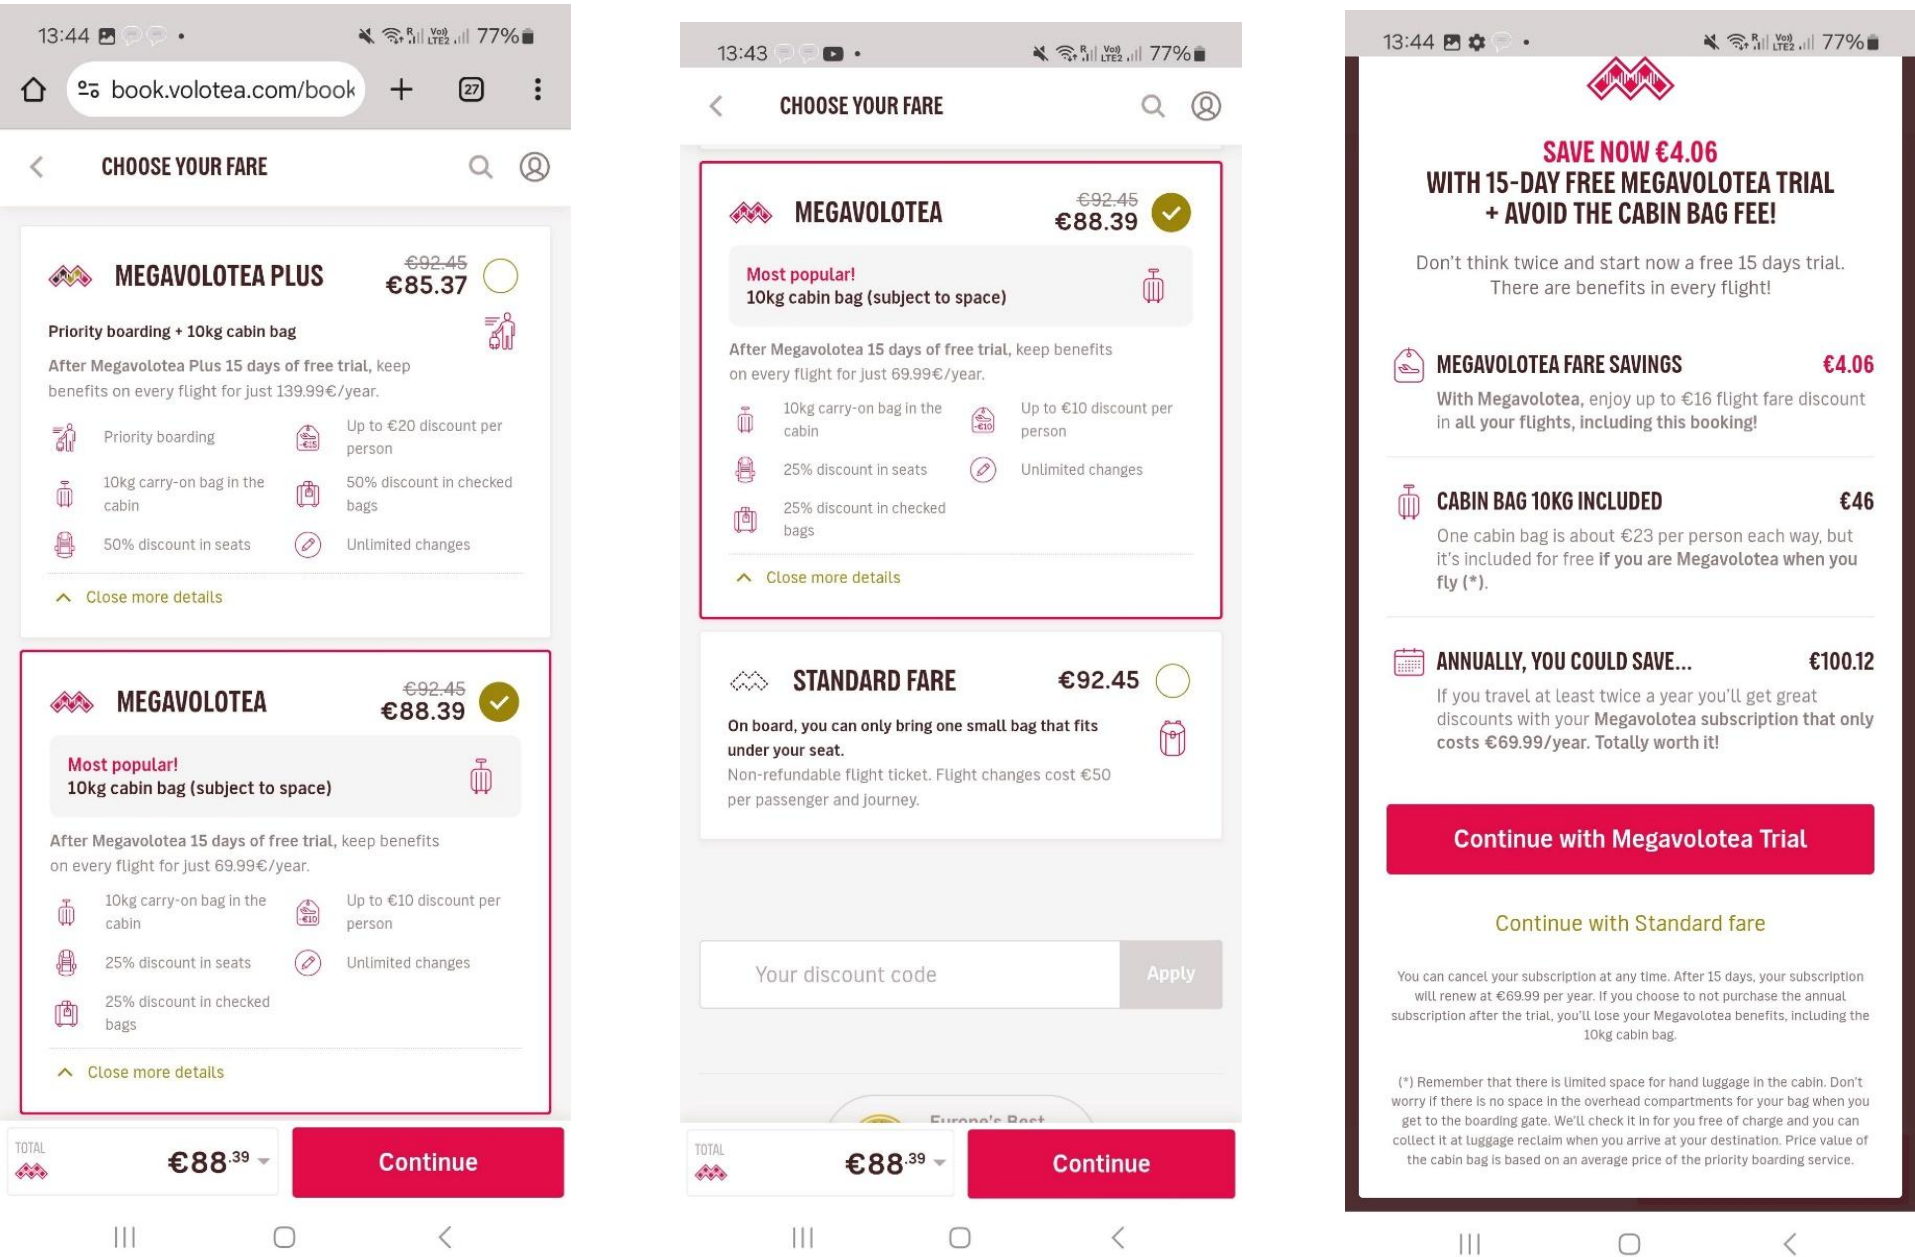 13:44
77%
book.volotea.com/book
27
CHOOSE YOUR FARE
MEGAVOLOTEA PLUS
€92.45
€85.37
Priority boarding + 10kg cabin bag
After Megavolotea Plus 15 days of free trial, keep
benefits on every flight for just 139.99€/year.
Priority boarding
Up to €20 discount per
person
10kg carry-on bag in the
cabin
50% discount in checked
bags
50% discount in seats
Unlimited changes
Close more details
MEGAVOLOTEA
€92.45
€88.39
Most popular!
10kg cabin bag (subject to space)
After Megavolotea 15 days of free trial, keep benefits
on every flight for just 69.99€/year.
10kg carry-on bag in the
cabin
Up to €10 discount per
person
25% discount in seats
Unlimited changes
25% discount in checked
bags
Close more details
TOTAL
€88.39
Continue
13:43
77%
CHOOSE YOUR FARE
MEGAVOLOTEA
€92.45
€88.39
Most popular!
10kg cabin bag (subject to space)
After Megavolotea 15 days of free trial, keep benefits
on every flight for just 69.99€/year.
10kg carry-on bag in the
cabin
Up to €10 discount per
person
25% discount in seats
Unlimited changes
25% discount in checked
bags
Close more details
STANDARD FARE
€92.45
On board, you can only bring one small bag that fits
under your seat.
Non-refundable flight ticket. Flight changes cost €50
per passenger and journey.
Your discount code
Apply
Europe's Best
TOTAL
€88.39
Continue
13:44
77%
SAVE NOW €4.06
WITH 15-DAY FREE MEGAVOLOTEA TRIAL
+ AVOID THE CABIN BAG FEE!
Don't think twice and start now a free 15 days trial.
There are benefits in every flight!
MEGAVOLOTEA FARE SAVINGS
€4.06
With Megavolotea, enjoy up to €16 flight fare discount
in all your flights, including this booking!
CABIN BAG 10KG INCLUDED
€46
One cabin bag is about €23 per person each way, but
it's included for free if you are Megavolotea when you
fly (*).
ANNUALLY, YOU COULD SAVE...
€100.12
If you travel at least twice a year you'll get great
discounts with your Megavolotea subscription that only
costs €69.99/year. Totally worth it!
Continue with Megavolotea Trial
Continue with Standard fare
You can cancel your subscription at any time. After 15 days, your subscription
will renew at €69.99 per year. If you choose to not purchase the annual
subscription after the trial, you'll lose your Megavolotea benefits, including the
10kg cabin bag.
(*) Remember that there is limited space for hand luggage in the cabin. Don't
worry if there is no space in the overhead compartments for your bag when you
get to the boarding gate. We'll check it in for you free of charge and you can
collect it at luggage reclaim when you arrive at your destination. Price value of
the cabin bag is based on an average price of the priority boarding service.